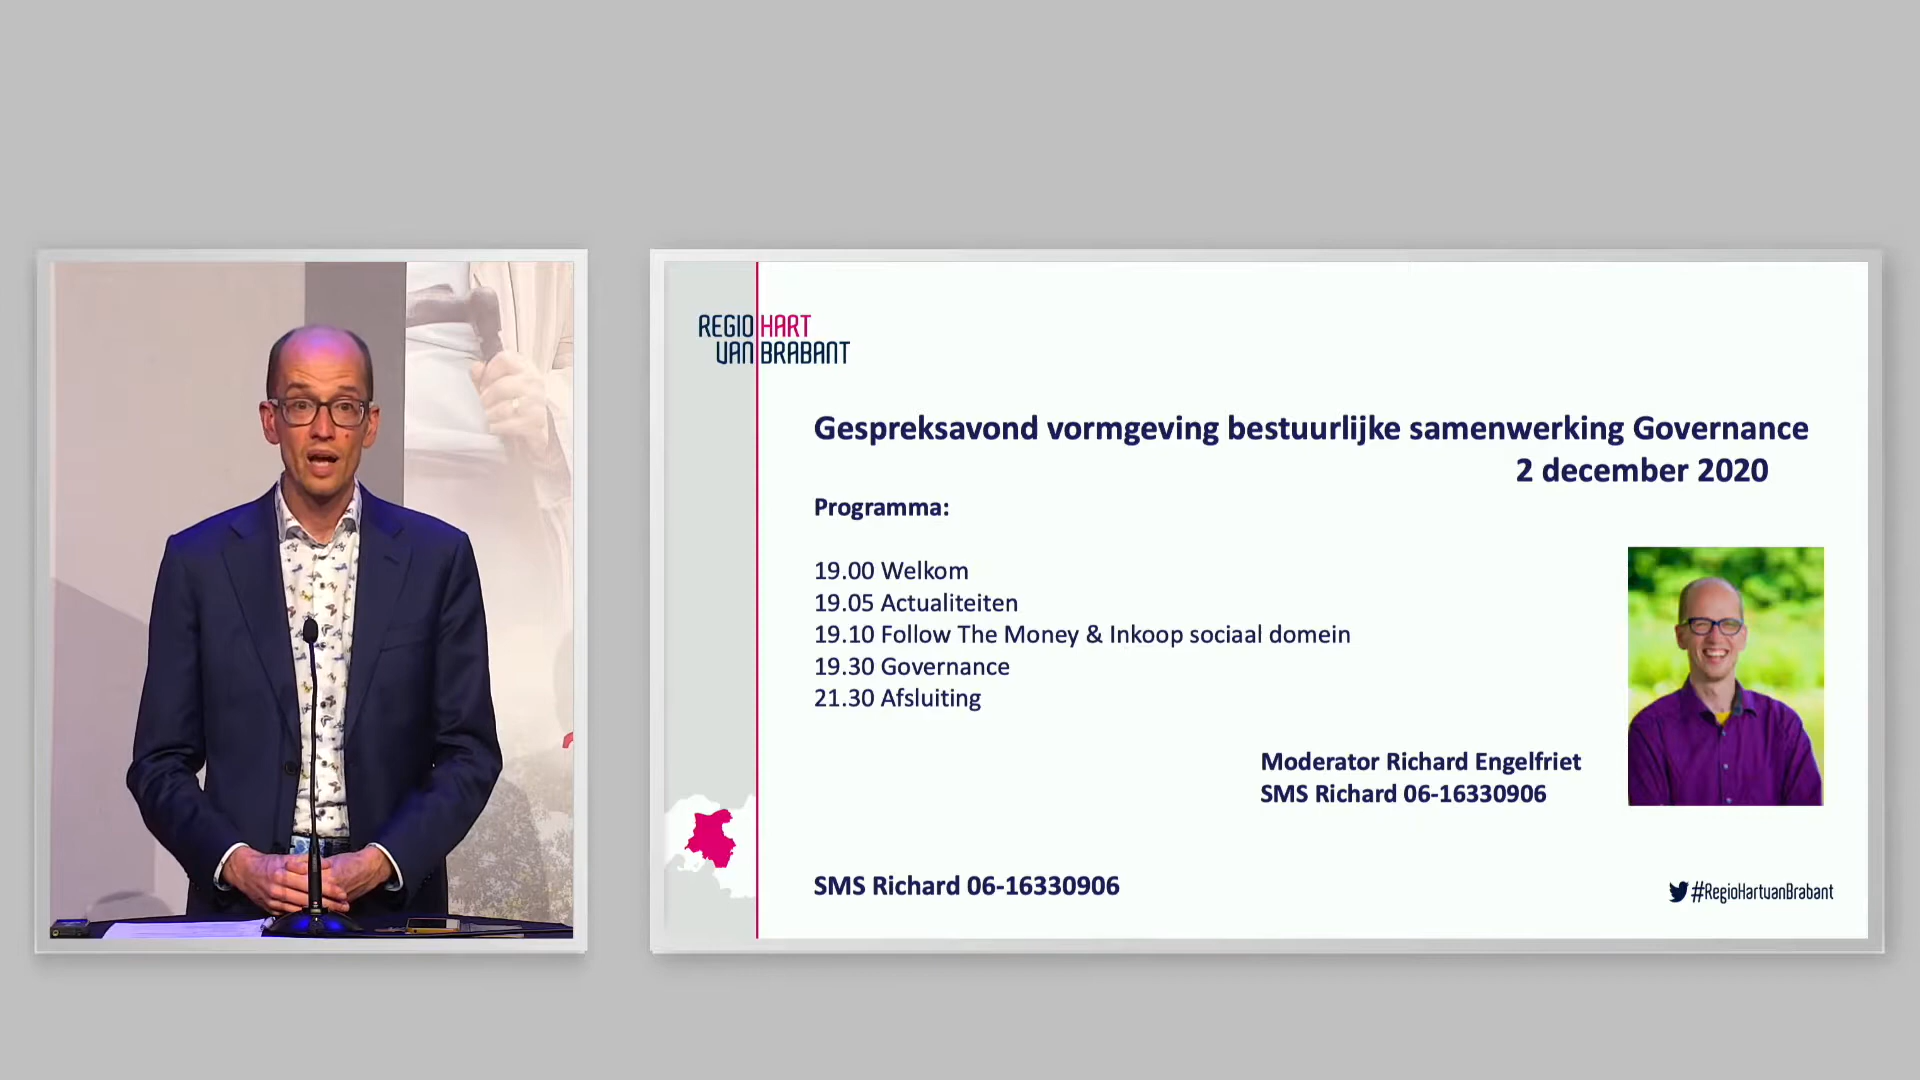 REGIO HART
VAN BRABANT
Gespreksavond vormgeving bestuurlijke samenwerking Governance
2 december 2020
Programma:
19.00 Welkom
19.05 Actualiteiten
19.10 Follow The Money & Inkoop sociaal domein
19.30 Governance
21.30 Afsluiting
Moderator Richard Engelfriet
SMS Richard 06-16330906
SMS Richard 06-16330906
#RegioHartvanBrabant